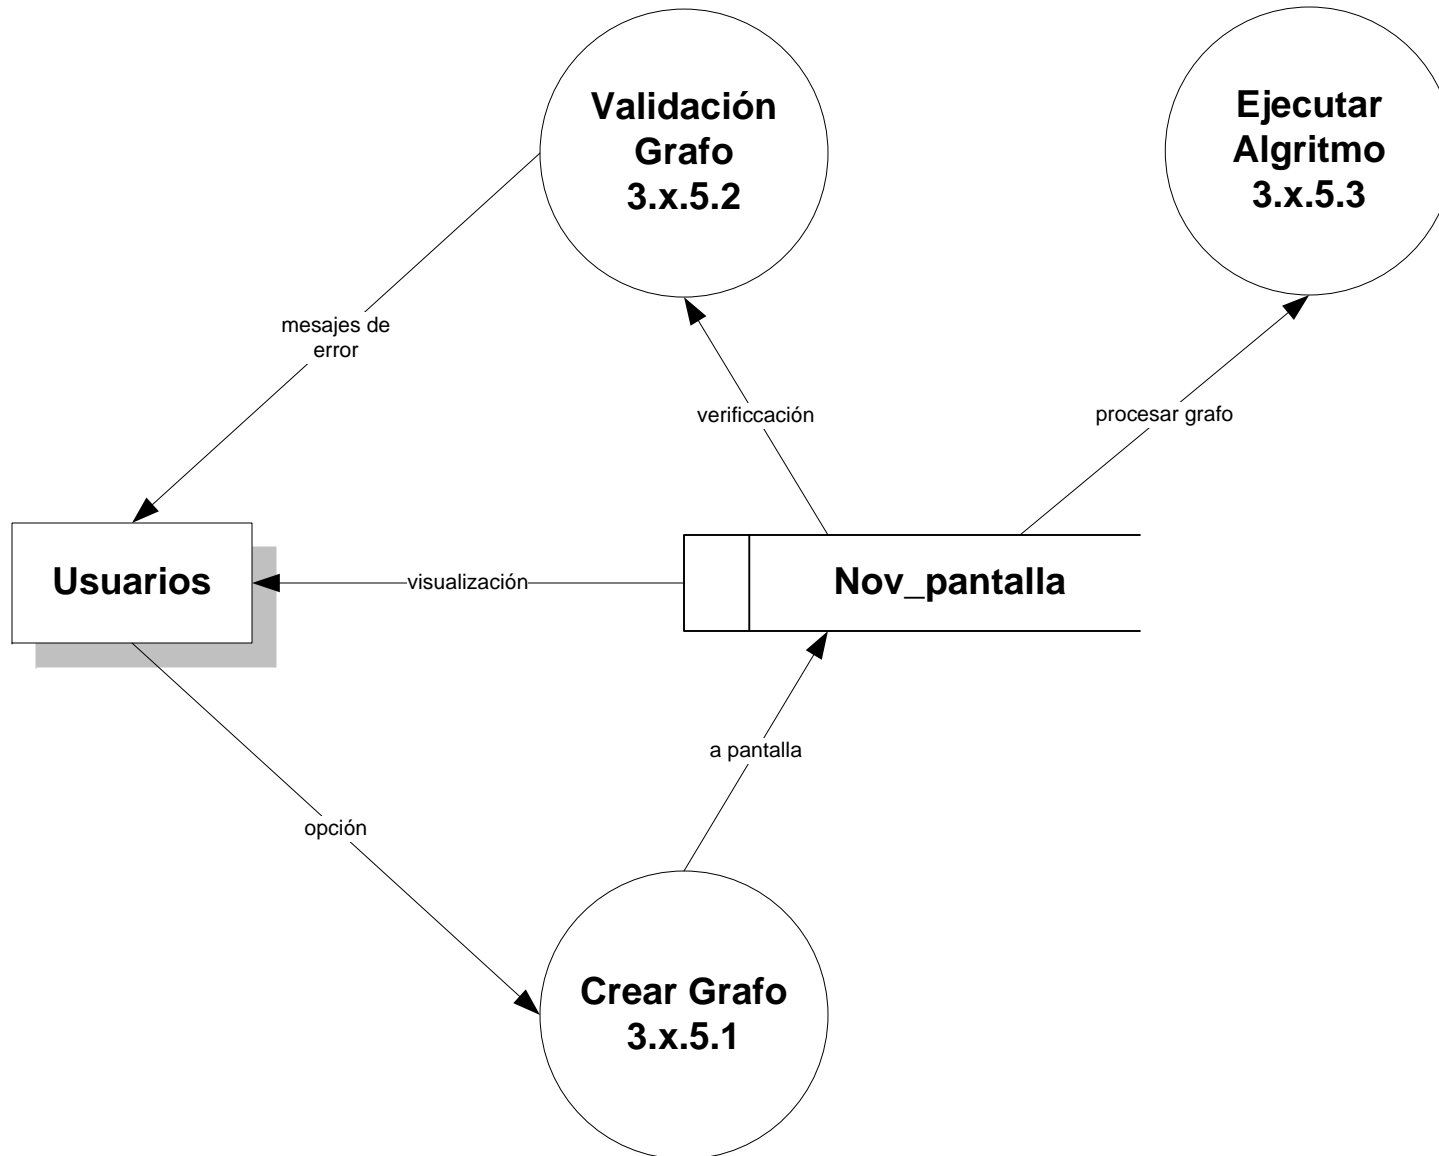 Validación
Grafo
3.x.5.2
Ejecutar
Algritmo
3.x.5.3
mesajes de
error
verificcación
procesar grafo
Usuarios
visualización
Nov_pantalla
a pantalla
opción
Crear Grafo
3.x.5.1